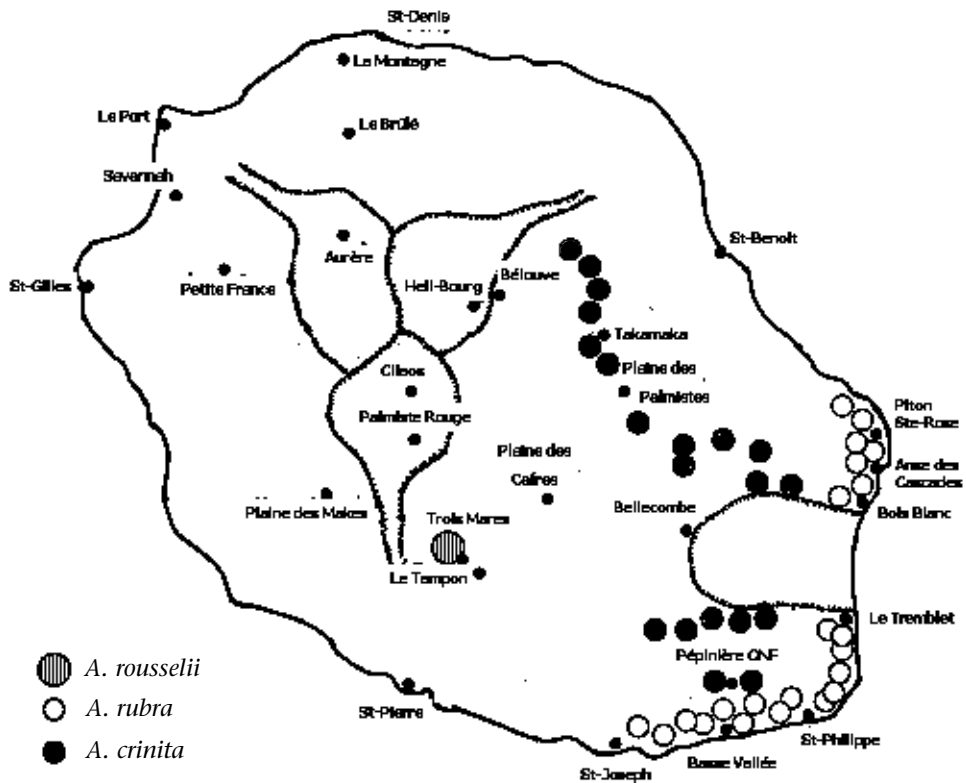 St-Denis
La Montagne
Le Port
Le Brûlé
Savannah
St-Benoît
Aurère
St-Gilles
Petite France
Hell-Bourg
Bélouve
Takamaka
Cilaos
Plaine des
Palmistes
Palmiste Rouge
Piton
Ste-Rose
Plaine des
Cafres
Anse des
Cascades
Plaine des Makes
Trois Mares
Bellecombe
Bois Blanc
Le Tampon
Le Tremblet
A. rousselii
Pépinière ONF
A. rubra
St-Pierre
St-Philippe
A. crinita
St-Joseph
Basse Vallée